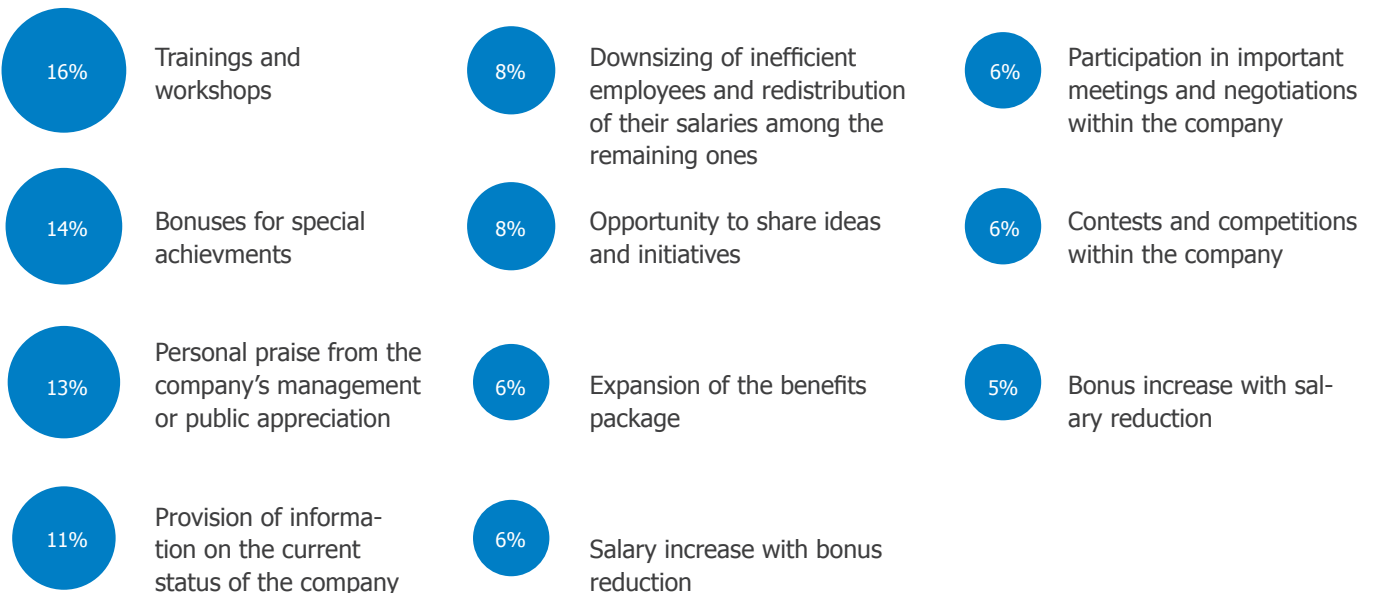 16%
Trainings and
workshops
14%
Bonuses for special
achievments
13%
Personal praise from the
company’s management
or public appreciation
11%
Provision of informa-
tion on the current
status of the company
8%
Downsizing of inefficient
employees and redistribution
of their salaries among the
remaining ones
8%
Opportunity to share ideas
and initiatives
6%
Expansion of the benefits
package
6%
Salary increase with bonus
reduction
6%
Participation in important
meetings and negotiations
within the company
6%
Contests and competitions
within the company
5%
Bonus increase with sal-
ary reduction